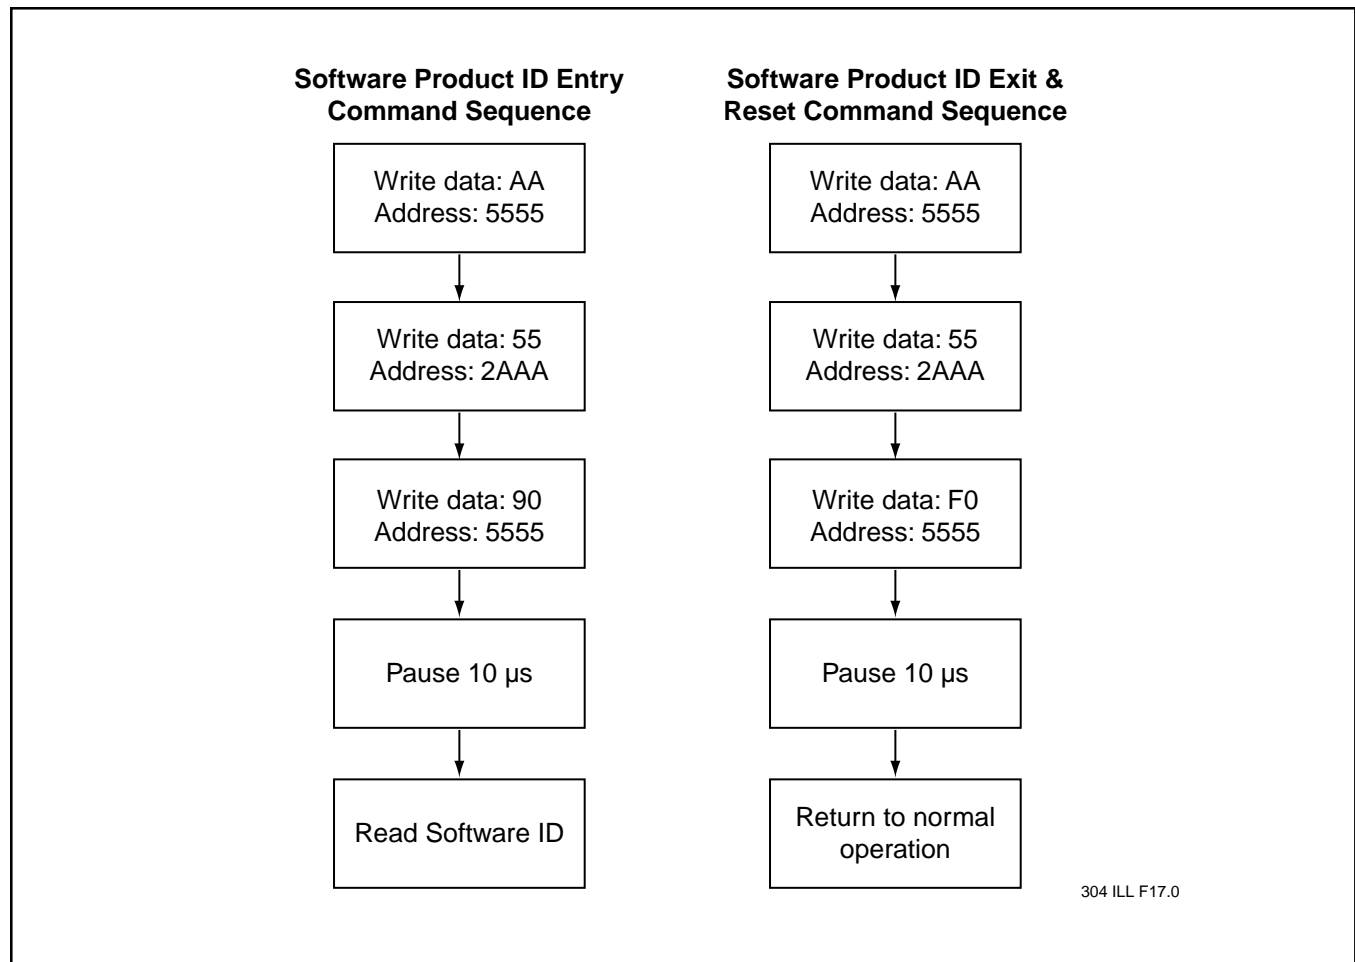 Software Product ID Entry
Command Sequence
Write data: AA
Address: 5555
Write data: 55
Address: 2AAA
Write data: 90
Address: 5555
Pause 10 µs
Read Software ID
Software Product ID Exit &
Reset Command Sequence
Write data: AA
Address: 5555
Write data: 55
Address: 2AAA
Write data: F0
Address: 5555
Pause 10 µs
Return to normal
operation
304 ILL F17.0